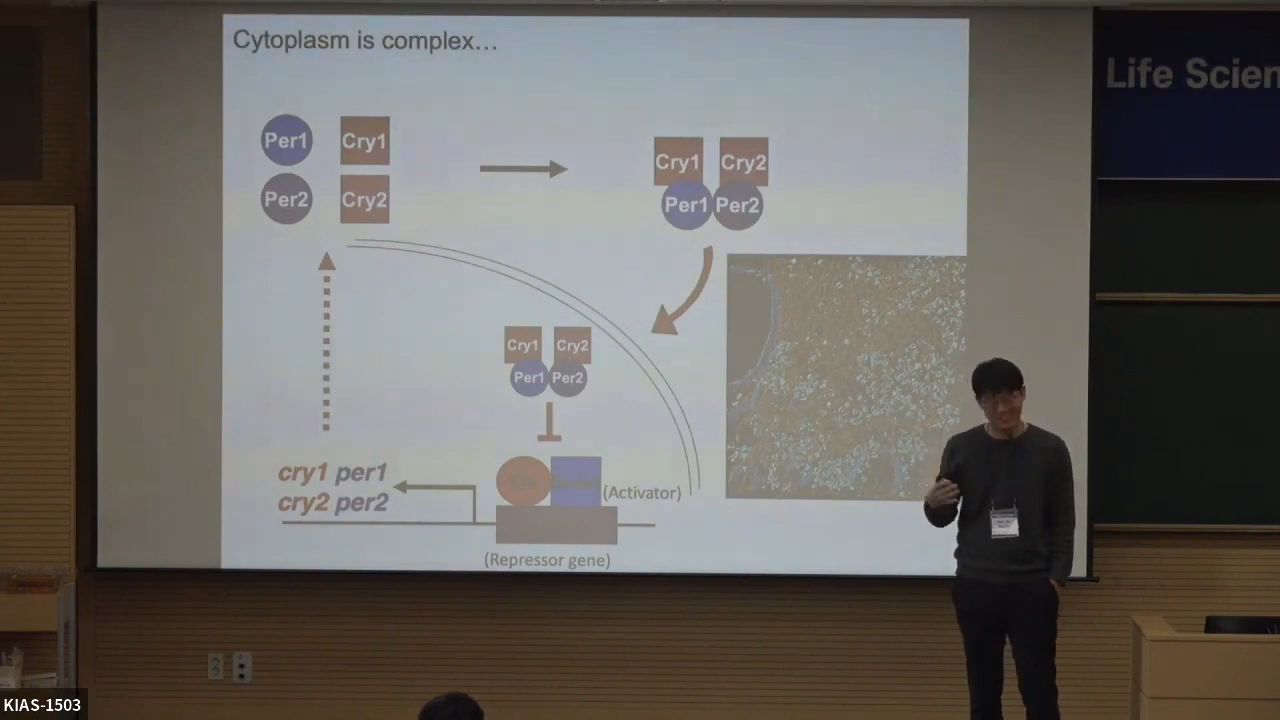 Cytoplasm is complex…
Life Scien
Per1
Cry1
Per2
Cry2
Cry1
Cry2
Per1
Per2
Cry1
Cry2
Per1
Per2
cry1 per1
cry2 per2
(Activator)
(Repressor gene)
KIAS-1503